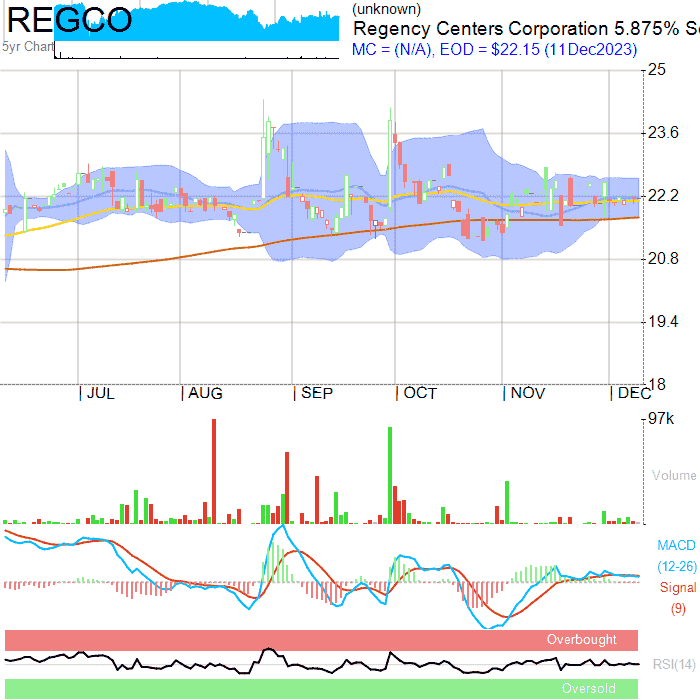 REGCO
(unknown)
Regency Centers Corporation 5.875% Se
5yr Chart
MC = (N/A), EOD = $22.15 (11Dec2023)
25
23.6
22.2
20.8
19.4
18
JUL AUG SEP OCT NOV DEC
97k
Volume
MACD
(12-26)
Signal
(9)
Overbought
RSI(14)
Oversold